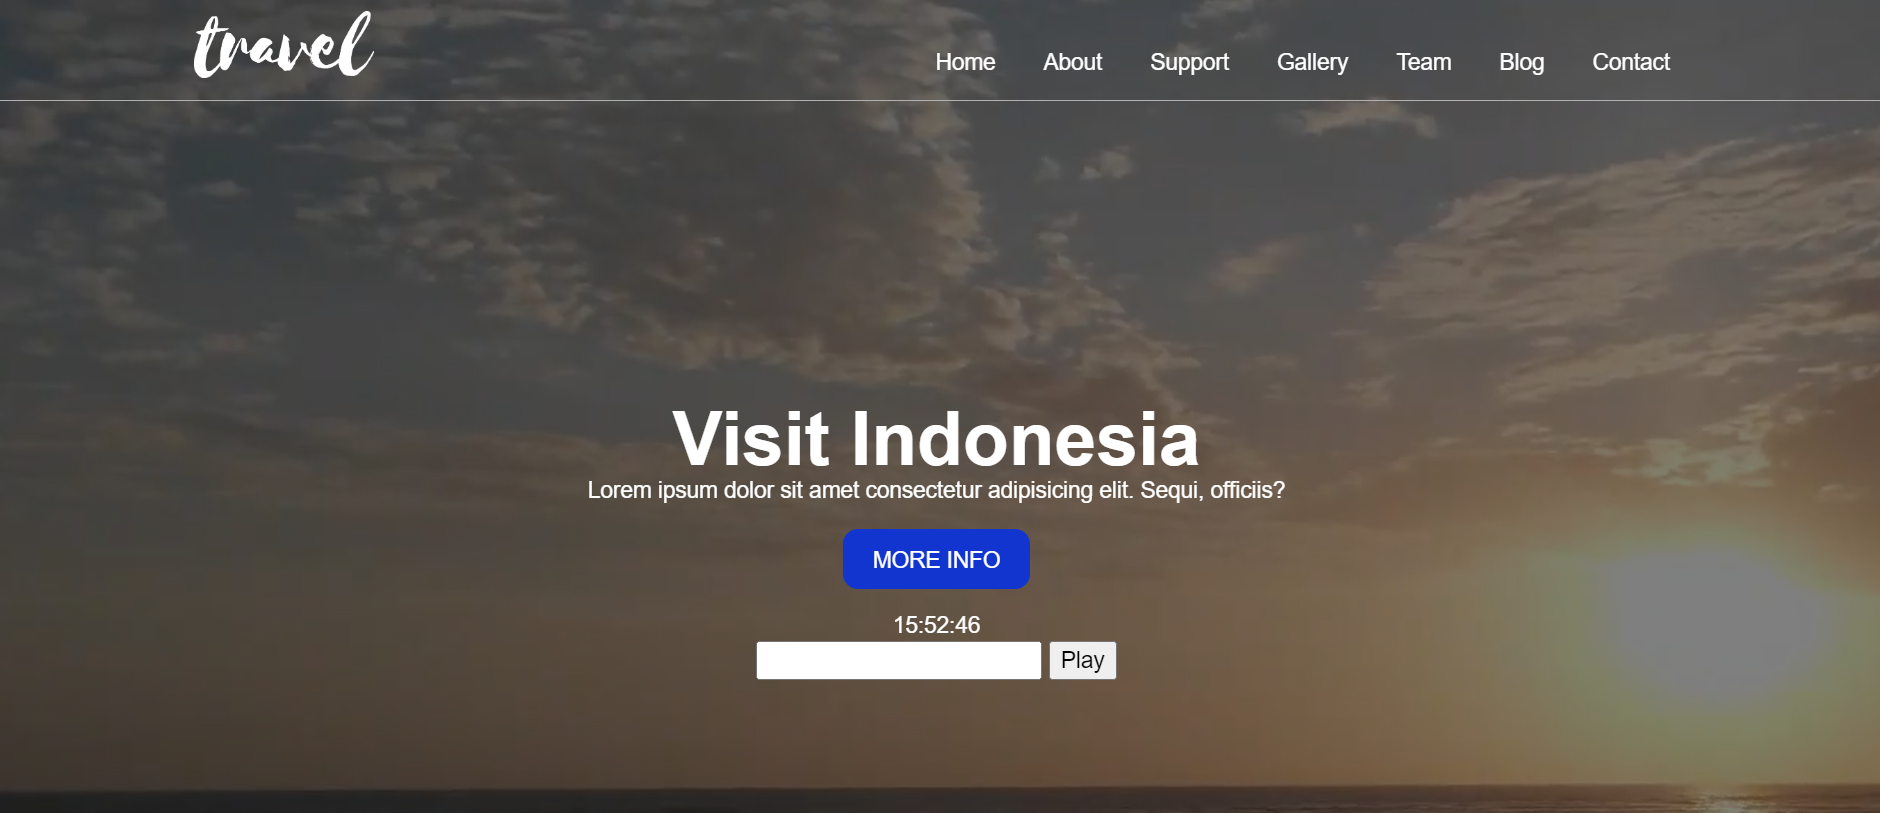 travel
Home About Support Gallery Team Blog Contact
Visit Indonesia
Lorem ipsum dolor sit amet consectetur adipisicing elit. Sequi, officiis?
MORE INFO
15:52:46
Play